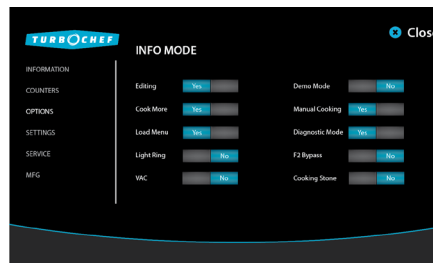 TURBOCHEF
Close
INFO MODE
INFORMATION
COUNTERS
OPTIONS
SETTINGS
SERVICE
MFG
Editing Yes
Demo Mode No
Cook More Yes
Manual Cooking Yes
Load Menu Yes
Diagnostic Mode Yes
Light Ring No
F2 Bypass No
VAC No
Cooking Stone No